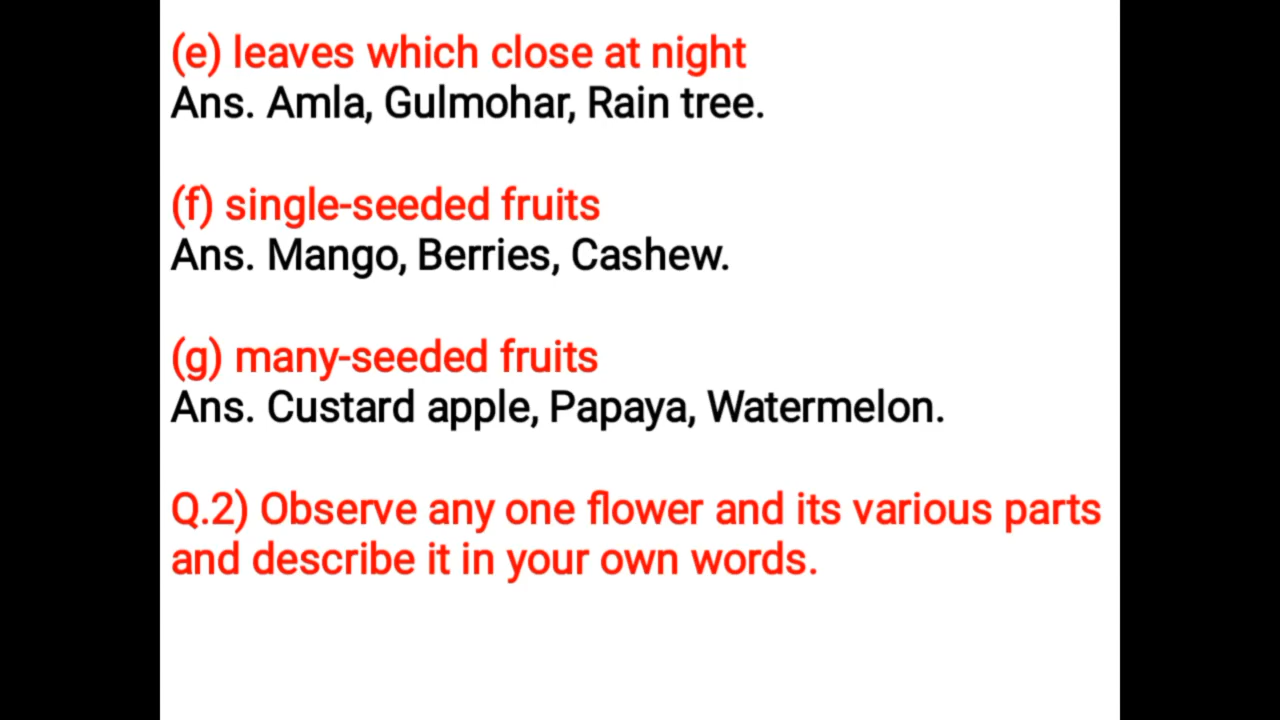 (e) leaves which close at night
Ans. Amla, Gulmohar, Rain tree.
(f) single-seeded fruits
Ans. Mango, Berries, Cashew.
(g) many-seeded fruits
Ans. Custard apple, Papaya, Watermelon.
Q.2) Observe any one flower and its various parts
and describe it in your own words.